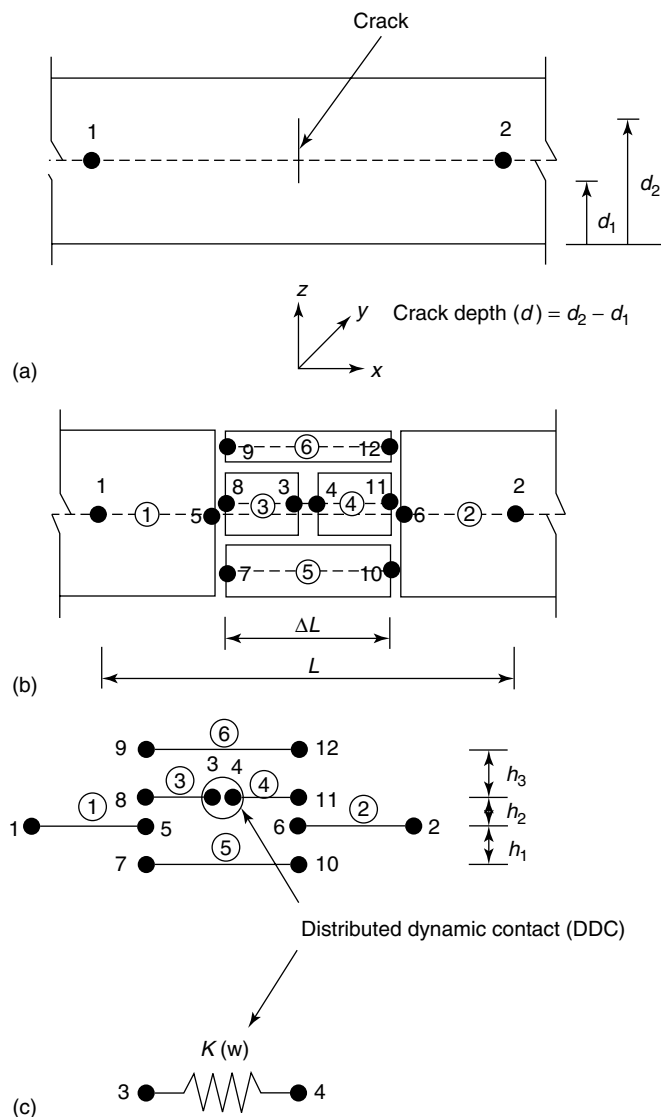 Crack
1
2
d2
d1
z
y
x
Crack depth (d) = d2 − d1
(a)
6
9
12
8
3
4
11
1
3
4
2
1
5
6
2
5
7
10
ΔL
L
(b)
6
9
12
3
4
3
4
8
11
h3
1
2
h2
1
5
6
2
h1
5
7
10
Distributed dynamic contact (DDC)
K (w)
3
4
(c)